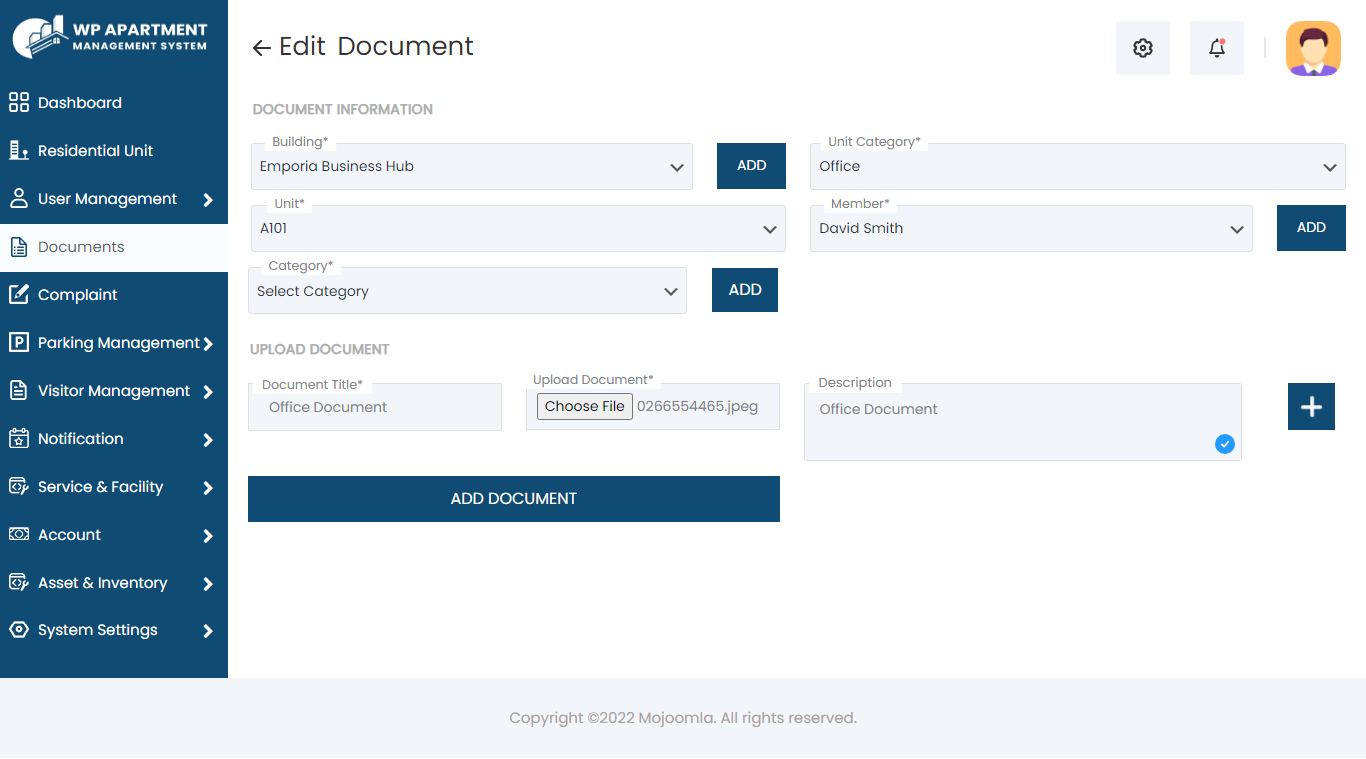 WP APARTMENT
MANAGEMENT SYSTEM
Dashboard
Residential Unit
User Management
Documents
Complaint
Parking Management
Visitor Management
Notification
Service & Facility
Account
Asset & Inventory
System Settings
Edit Document
DOCUMENT INFORMATION
Building*
Emporia Business Hub
ADD
Unit Category*
Office
Unit*
A101
Member*
David Smith
ADD
Category*
Select Category
ADD
UPLOAD DOCUMENT
Document Title*
Office Document
Upload Document*
Choose File 0266554465.jpeg
Description
Office Document
ADD DOCUMENT
Copyright ©2022 Mojoomla. All rights reserved.